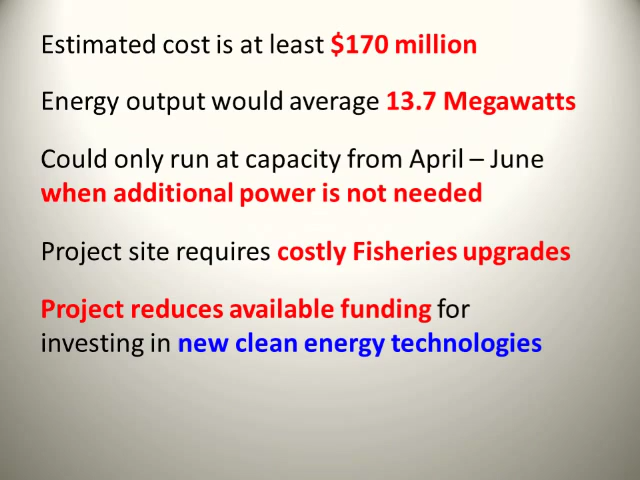 Estimated cost is at least $170 million
Energy output would average 13.7 Megawatts
Could only run at capacity from April – June
when additional power is not needed
Project site requires costly Fisheries upgrades
Project reduces available funding for
investing in new clean energy technologies